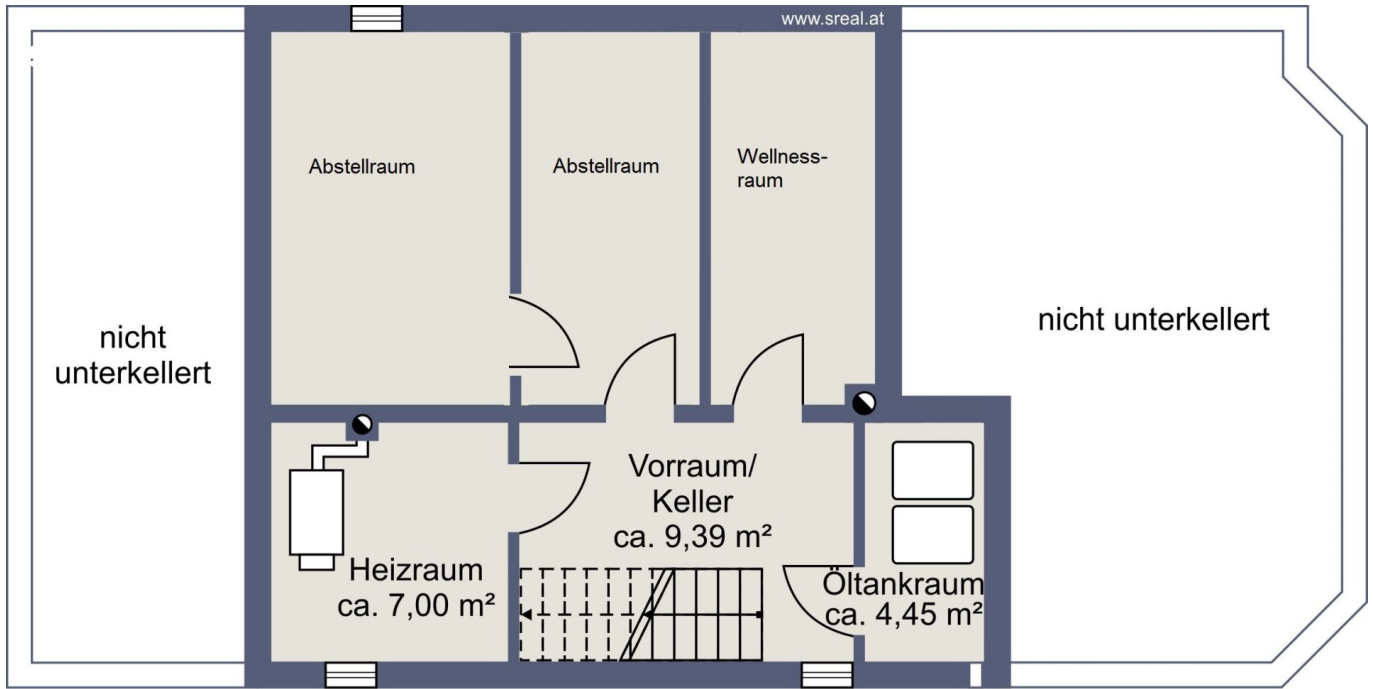 www.sreal.at
Abstellraum
Abstellraum
Wellness-
raum
nicht
unterkellert
nicht unterkellert
Vorraum/
Keller
ca. 9,39 m²
Heizraum
ca. 7,00 m²
Öltankraum
ca. 4,45 m²